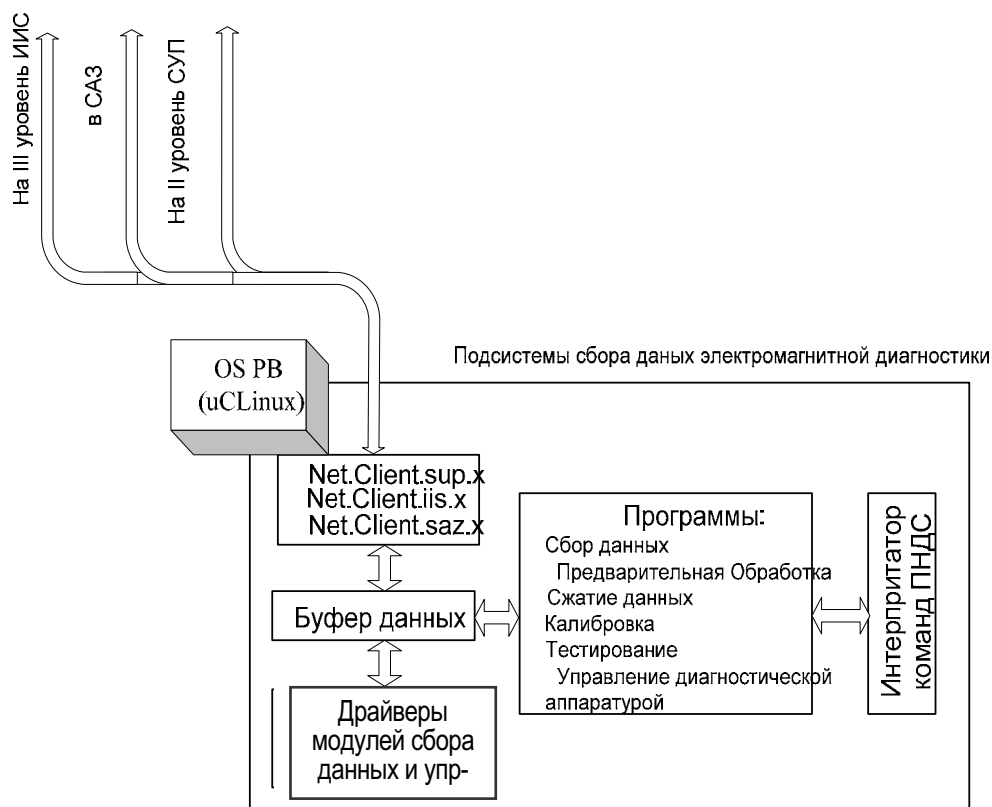 На III уровень ИИС
в САЗ
На II уровень СУП
OS РВ
(uCLinux)
Подсистемы сбора даных электромагнитной диагностики
Net.Client.sup.x
Net.Client.iis.x
Net.Client.saz.x
Буфер данных
Драйверы
модулей сбора
данных и упр-
Программы:
Сбор данных
Предварительная Обработка
Сжатие данных
Калибровка
Тестирование
Управление диагностической
аппаратурой
Интерпритатор
команд ПНДС